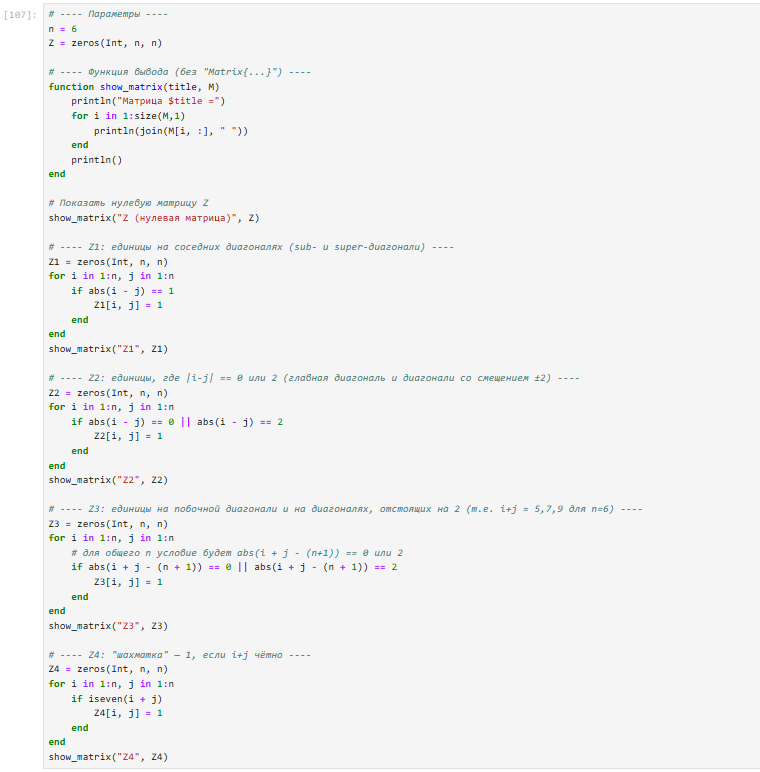 [107]:
# ---- Параметры ----
n = 6
Z = zeros(Int, n, n)
# ---- Функция вывода (без "Matrix{...}") ----
function show_matrix(title, M)
    println("Матрица $title =")
    for i in 1:size(M,1)
        println(join(M[i, :], " "))
    end
    println()
end
# Показать нулевую матрицу Z
show_matrix("Z (нулевая матрица)", Z)
# ---- Z1: единицы на соседних диагоналях (sub- и super-диагонали) ----
Z1 = zeros(Int, n, n)
for i in 1:n, j in 1:n
    if abs(i - j) == 1
        Z1[i, j] = 1
    end
end
show_matrix("Z1", Z1)
# ---- Z2: единицы, где |i-j| == 0 или 2 (главная диагональ и диагонали со смещением ±2) ----
Z2 = zeros(Int, n, n)
for i in 1:n, j in 1:n
    if abs(i - j) == 0 || abs(i - j) == 2
        Z2[i, j] = 1
    end
end
show_matrix("Z2", Z2)
# ---- Z3: единицы на побочной диагонали и на диагоналях, отстоящих на 2 (т.е. i+j = 5,7,9 для n=6) ----
Z3 = zeros(Int, n, n)
for i in 1:n, j in 1:n
    # для общего n условие будет abs(i + j - (n+1)) == 0 или 2
    if abs(i + j - (n + 1)) == 0 || abs(i + j - (n + 1)) == 2
        Z3[i, j] = 1
    end
end
show_matrix("Z3", Z3)
# ---- Z4: "шахматка" — 1, если i+j чётно ----
Z4 = zeros(Int, n, n)
for i in 1:n, j in 1:n
    if iseven(i + j)
        Z4[i, j] = 1
    end
end
show_matrix("Z4", Z4)